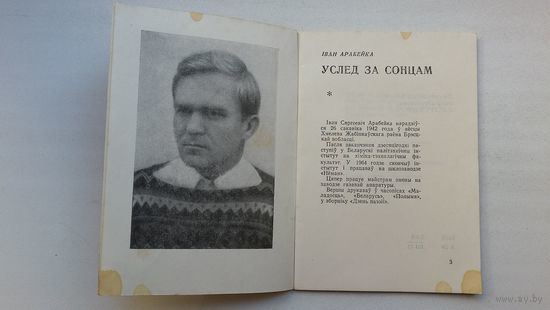 ІВАН АРАБЕЙКА
УСЛЕД ЗА СОНЦАМ
*
Іван Сяргеевіч Арабейка нарадзіў-
ся 26 сакавіка 1942 года ў вёсцы
Хмелева Жабінкаўскага раёна Брэсц-
кай вобласці.
Пасля заканчэння дзесяцігодкі па-
ступіў у Беларускі палітэхнічны ін-
стытут на хіміка-тэхналагічны фа-
культэт. У 1964 годзе скончыў ін-
стытут і працаваў на шклозаводзе
«Нёман».
Цяпер працуе майстрам змены на
заводзе газавай апаратуры.
Вершы друкаваў у часопісах «Ма-
ладосць», «Беларусь», «Полымя»,
у зборніку «Дзень паэзіі».
3
www.ay.by